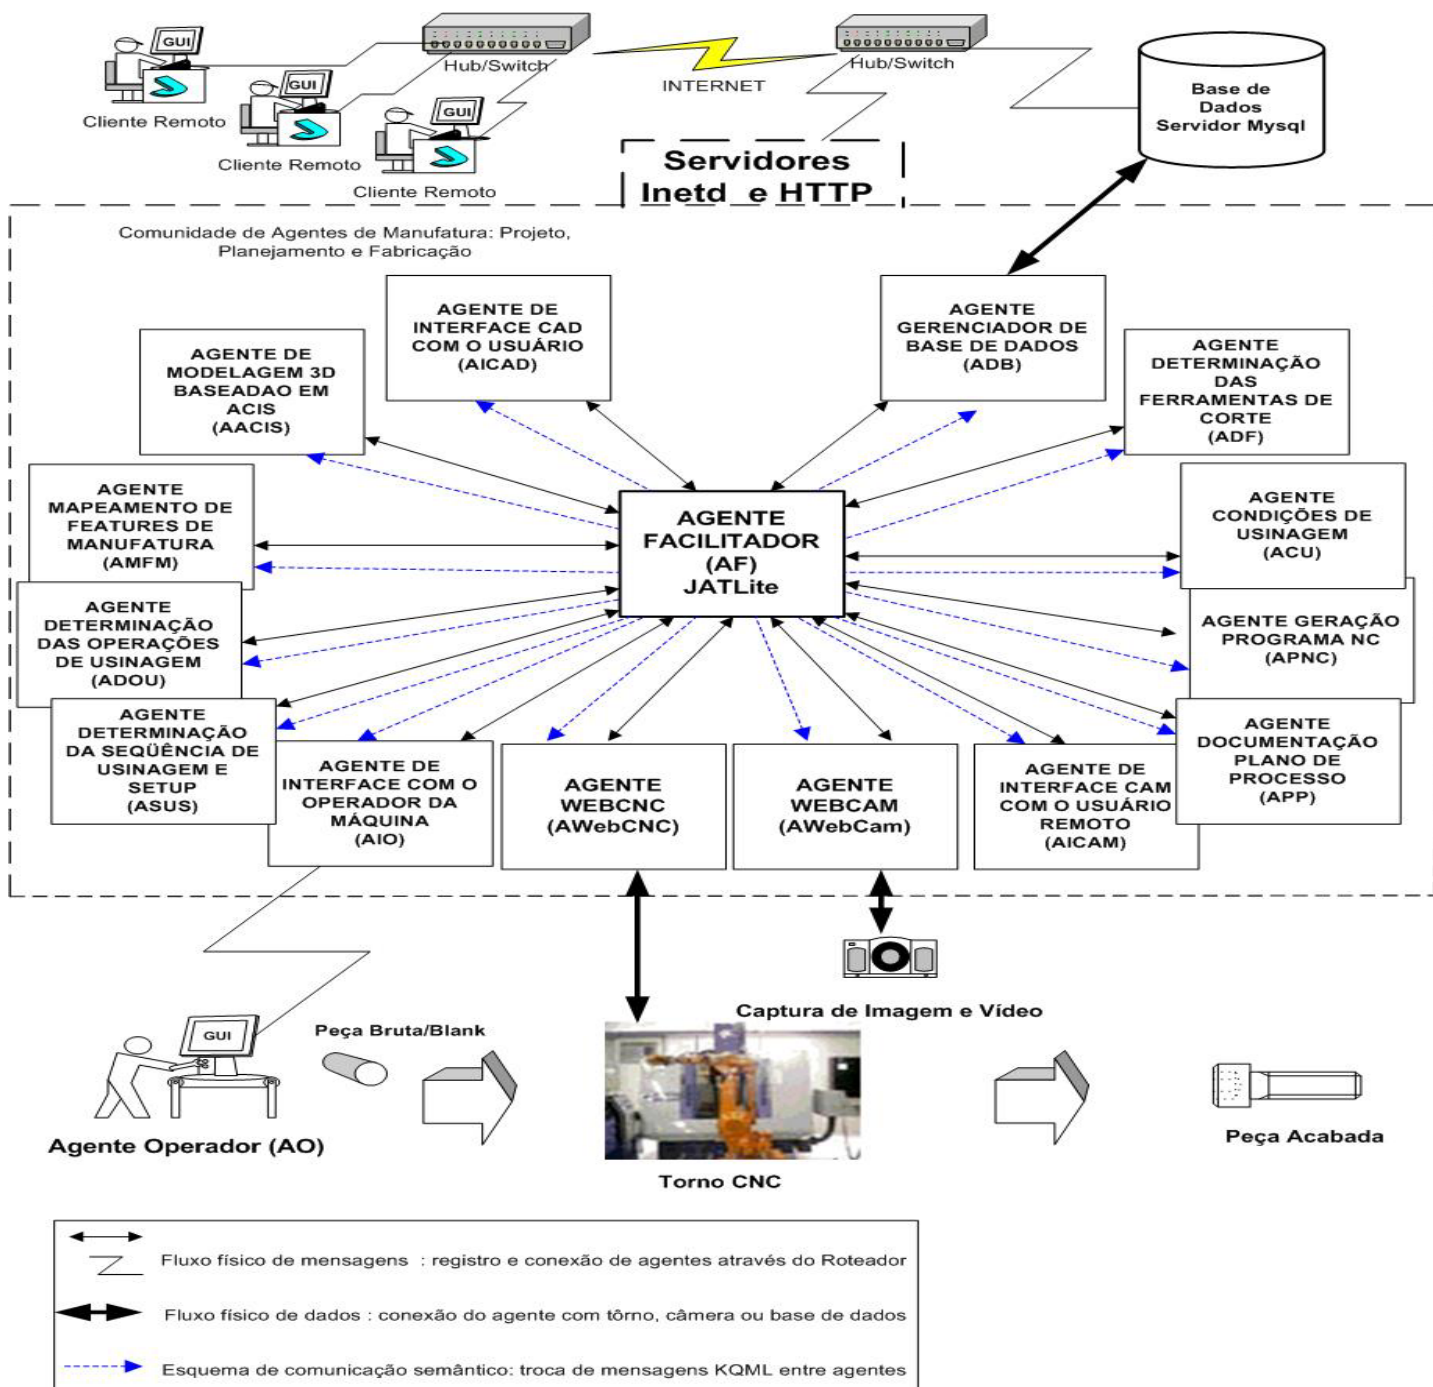 GUI
Hub/Switch
Hub/Switch
INTERNET
GUI
GUI
Cliente Remoto
Cliente Remoto
Cliente Remoto
Base de
Dados
Servidor Mysql
Servidores
Inetd e HTTP
Comunidade de Agentes de Manufatura: Projeto,
Planejamento e Fabricação
AGENTE DE
INTERFACE CAD
COM O USUÁRIO
(AICAD)
AGENTE
GERENCIADOR DE
BASE DE DADOS
(ADB)
AGENTE DE
MODELAGEM 3D
BASEADAO EM
ACIS
(AACIS)
AGENTE
DETERMINAÇÃO
DAS
FERRAMENTAS DE
CORTE
(ADF)
AGENTE
MAPEAMENTO DE
FEATURES DE
MANUFATURA
(AMFM)
AGENTE
FACILITADOR
(AF)
JATLite
AGENTE
CONDIÇÕES DE
USINAGEM
(ACU)
AGENTE
DETERMINAÇÃO
DAS OPERAÇÕES
DE USINAGEM
(ADOU)
AGENTE GERAÇÃO
PROGRAMA NC
(APNC)
AGENTE
DETERMINAÇÃO
DA SEQÜÊNCIA DE
USINAGEM E
SETUP
(ASUS)
AGENTE DE
INTERFACE COM O
OPERADOR DA
MÁQUINA
(AIO)
AGENTE
WEBCNC
(AWebCNC)
AGENTE
WEBCAM
(AWebCam)
AGENTE DE
INTERFACE CAM
COM O USUÁRIO
REMOTO
(AICAM)
AGENTE
DOCUMENTAÇÃO
PLANO DE
PROCESSO
(APP)
GUI
Peça Bruta/Blank
Captura de Imagem e Vídeo
Agente Operador (AO)
Torno CNC
Peça Acabada
Fluxo físico de mensagens : registro e conexão de agentes através do Roteador
Fluxo físico de dados : conexão do agente com tôrno, câmera ou base de dados
Esquema de comunicação semântico: troca de mensagens KQML entre agentes